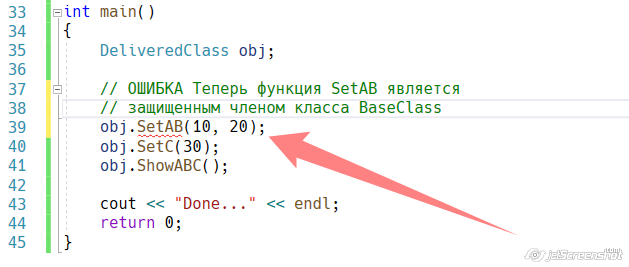 33 int main()
34 {
35 DeliveredClass obj;
36
37 // ОШИБКА Теперь функция SetAB является
38 // защищенным членом класса BaseClass
39 obj.SetAB(10, 20);
40 obj.SetC(30);
41 obj.ShowABC();
42
43 cout << "Done..." << endl;
44 return 0;
45 }
jetScreenshot